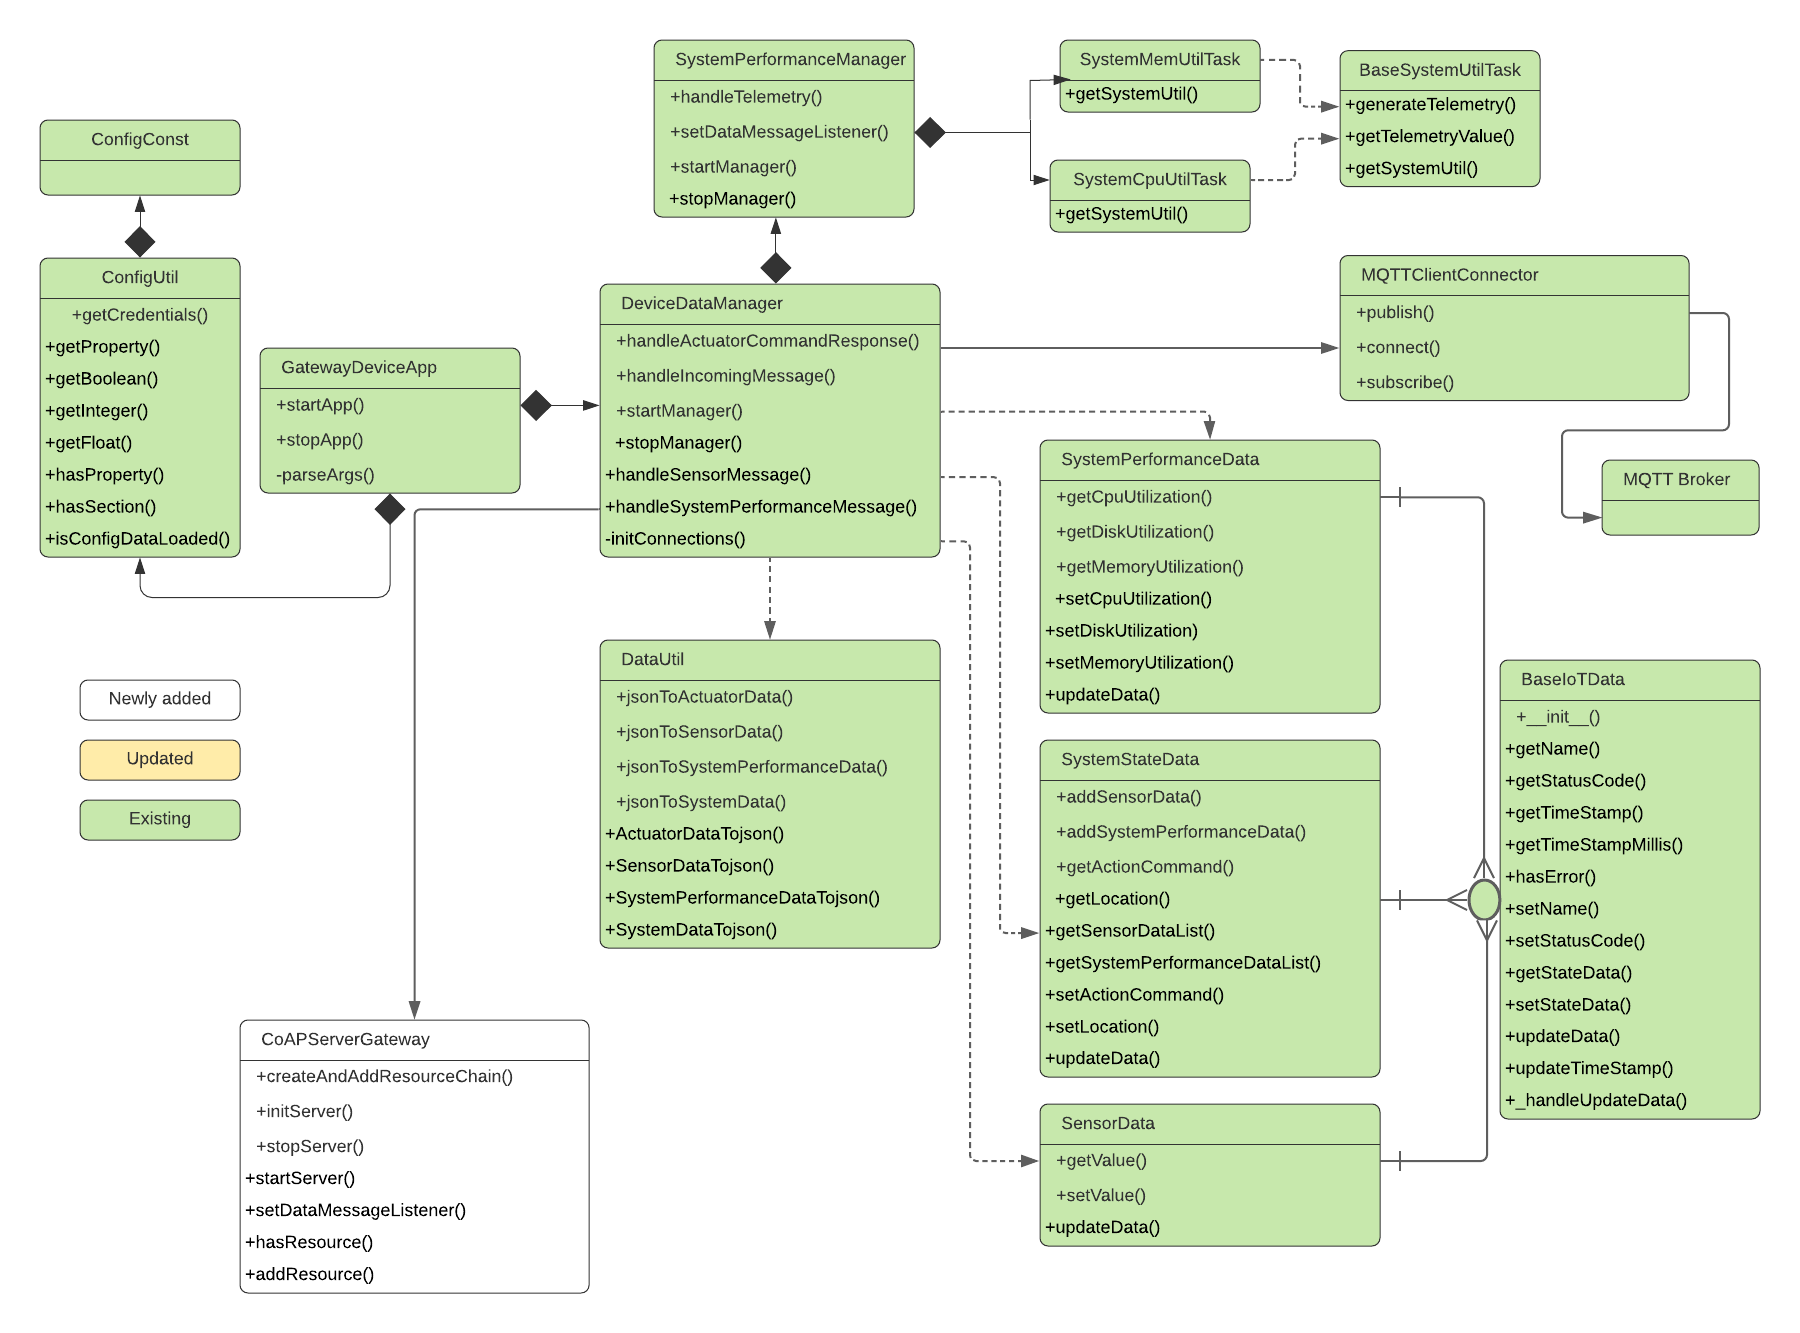 SystemPerformanceManager
+handleTelemetry()
+setDataMessageListener()
+startManager()
+stopManager()
SystemMemUtilTask
+getSystemUtil()
BaseSystemUtilTask
+generateTelemetry()
+getTelemetryValue()
+getSystemUtil()
SystemCpuUtilTask
+getSystemUtil()
ConfigConst
ConfigUtil
+getCredentials()
+getProperty()
+getBoolean()
+getInteger()
+getFloat()
+hasProperty()
+hasSection()
+isConfigDataLoaded()
GatewayDeviceApp
+startApp()
+stopApp()
-parseArgs()
DeviceDataManager
+handleActuatorCommandResponse()
+handleIncomingMessage()
+startManager()
+stopManager()
+handleSensorMessage()
+handleSystemPerformanceMessage()
-initConnections()
MQTTClientConnector
+publish()
+connect()
+subscribe()
MQTT Broker
SystemPerformanceData
+getCpuUtilization()
+getDiskUtilization()
+getMemoryUtilization()
+setCpuUtilization()
+setDiskUtilization)
+setMemoryUtilization()
+updateData()
DataUtil
+jsonToActuatorData()
+jsonToSensorData()
+jsonToSystemPerformanceData()
+jsonToSystemData()
+ActuatorDataTojson()
+SensorDataTojson()
+SystemPerformanceDataTojson()
+SystemDataTojson()
Newly added
Updated
Existing
SystemStateData
+addSensorData()
+addSystemPerformanceData()
+getActionCommand()
+getLocation()
+getSensorDataList()
+getSystemPerformanceDataList()
+setActionCommand()
+setLocation()
+updateData()
BaseIoTData
+__init__()
+getName()
+getStatusCode()
+getTimeStamp()
+getTimeStampMillis()
+hasError()
+setName()
+setStatusCode()
+getStateData()
+setStateData()
+updateData()
+updateTimeStamp()
+_handleUpdateData()
CoAPServerGateway
+createAndAddResourceChain()
+initServer()
+stopServer()
+startServer()
+setDataMessageListener()
+hasResource()
+addResource()
SensorData
+getValue()
+setValue()
+updateData()